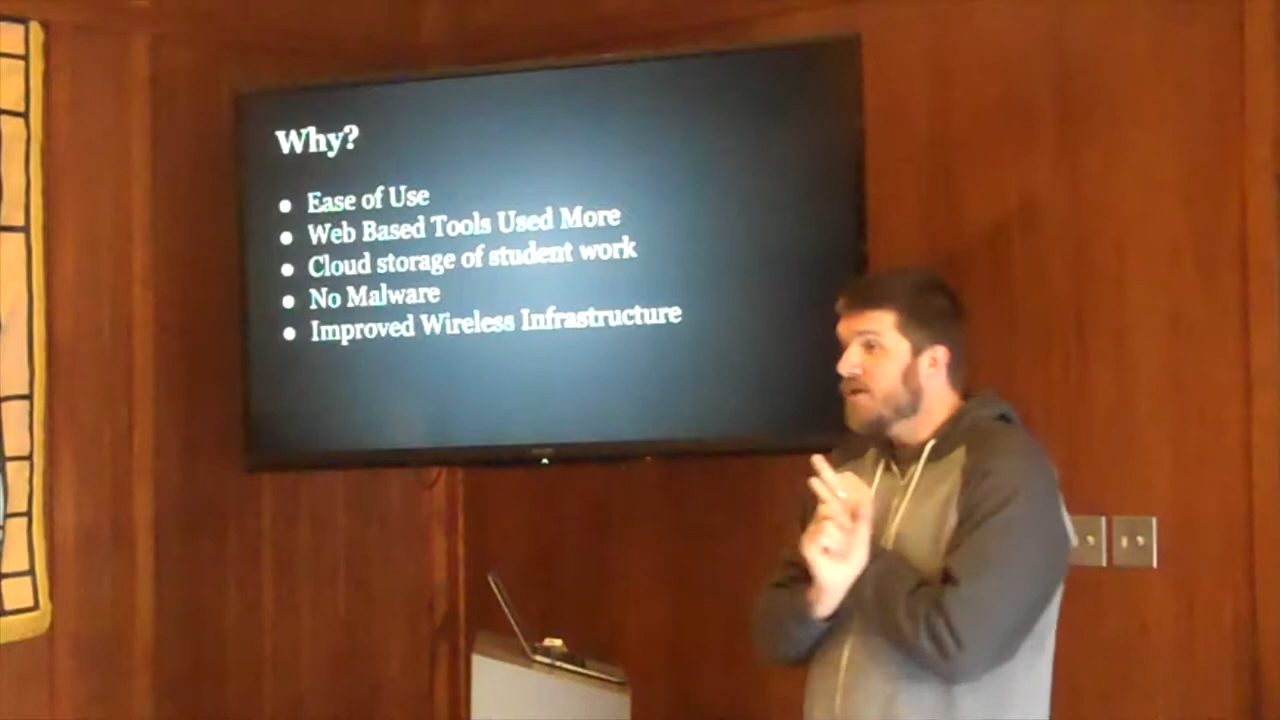 Why?
● Ease of Use
● Web Based Tools Used More
● Cloud storage of student work
● No Malware
● Improved Wireless Infrastructure